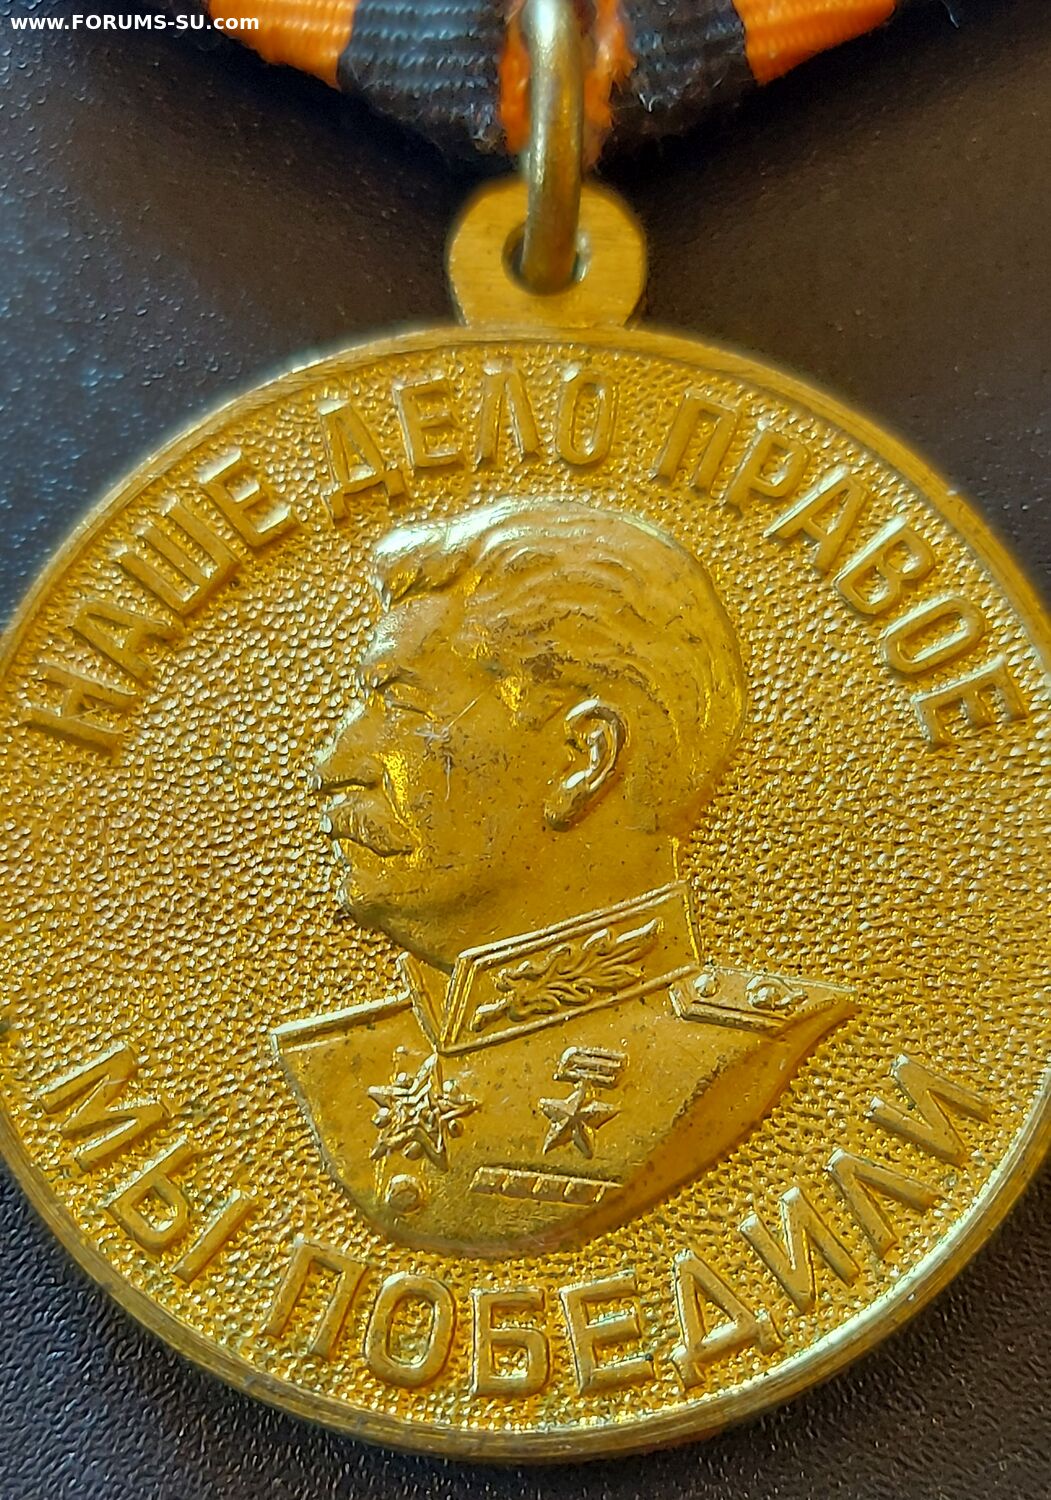 www.FORUMS-SU.com
НАШЕ ДЕЛО ПРАВОЕ
МЫ ПОБЕДИЛИ